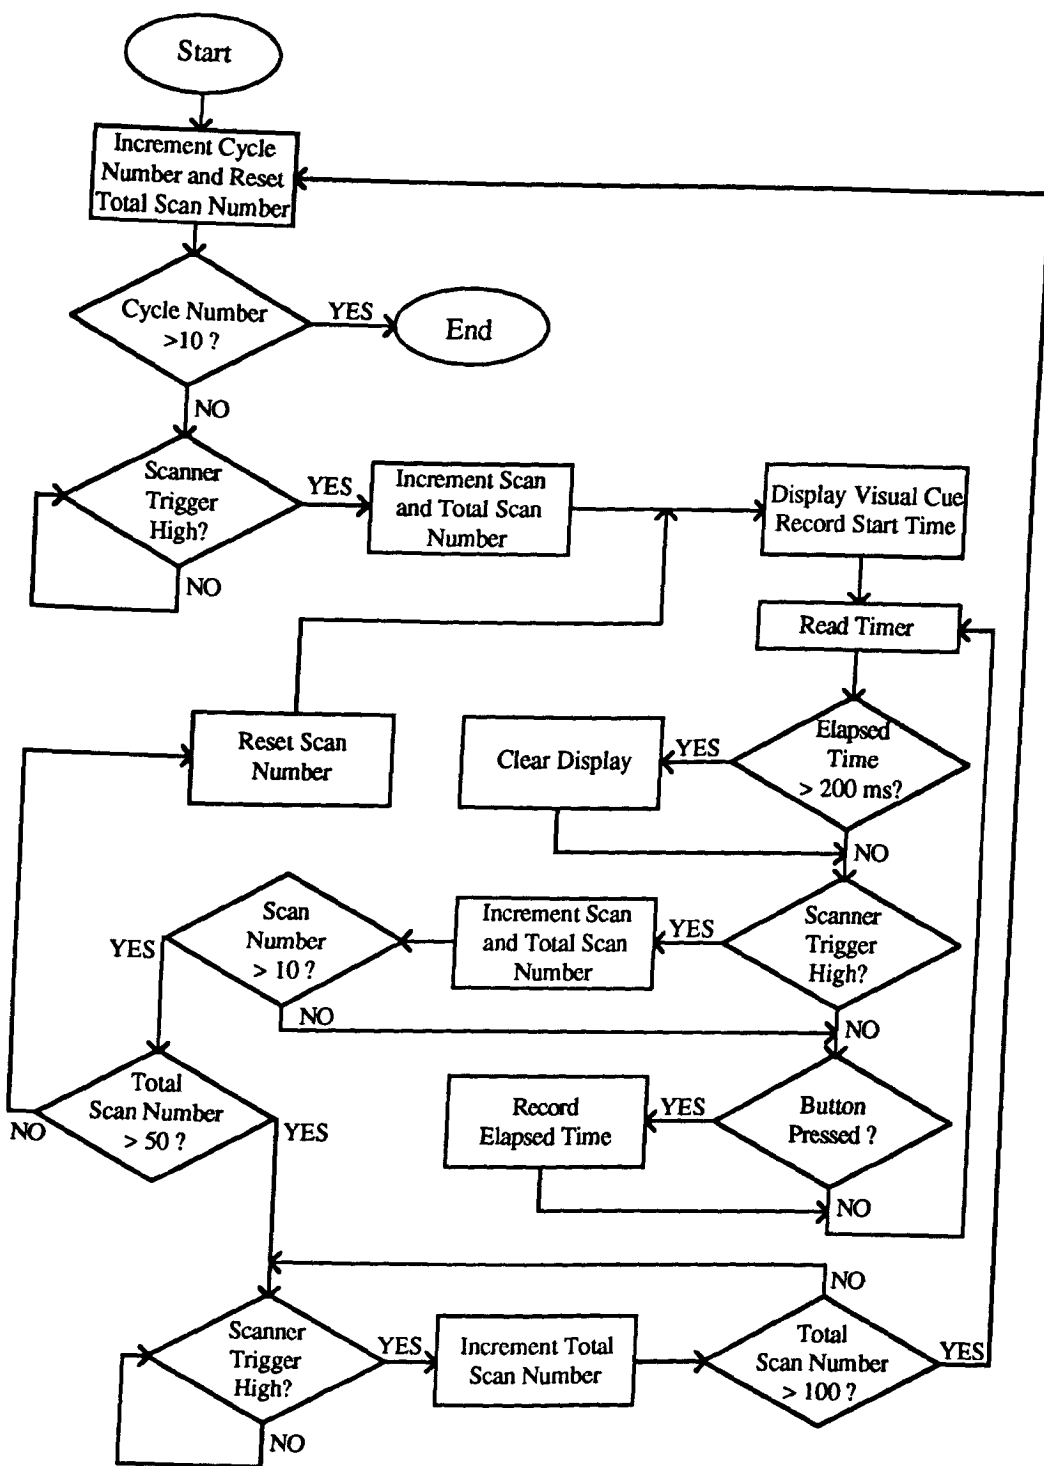 Start
Increment Cycle
Number and Reset
Total Scan Number
Cycle Number
>10 ?
YES
End
NO
Scanner
Trigger
High?
YES
NO
Increment Scan
and Total Scan
Number
Display Visual Cue
Record Start Time
Read Timer
Elapsed
Time
> 200 ms?
YES
NO
Clear Display
Reset Scan
Number
Scanner
Trigger
High?
YES
NO
Increment Scan
and Total Scan
Number
Scan
Number
> 10 ?
YES
NO
Total
Scan Number
> 50 ?
NO
YES
Button
Pressed ?
YES
NO
Record
Elapsed Time
Scanner
Trigger
High?
YES
NO
Increment Total
Scan Number
Total
Scan Number
> 100 ?
NO
YES